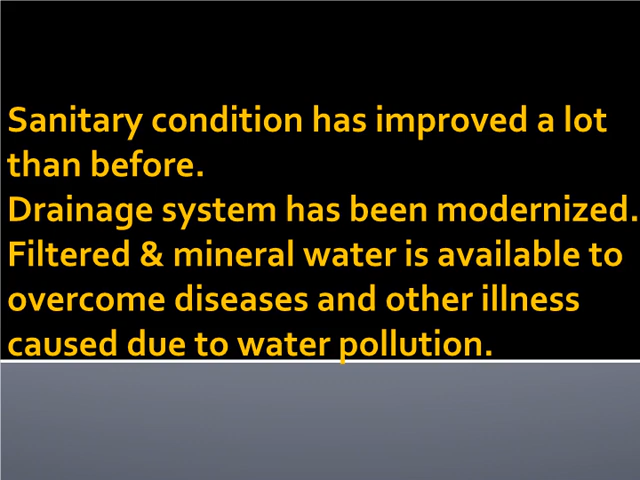 Sanitary condition has improved a lot
than before.
Drainage system has been modernized.
Filtered & mineral water is available to
overcome diseases and other illness
caused due to water pollution.